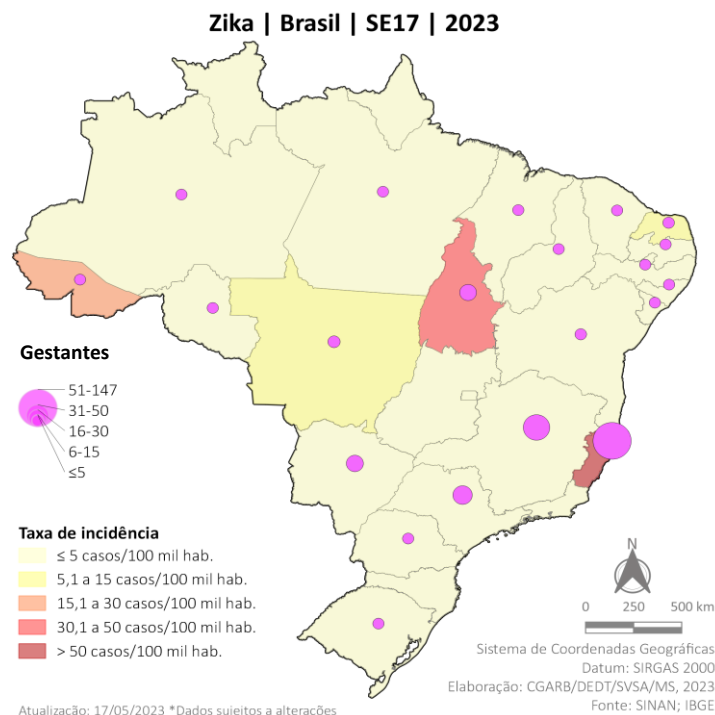 Zika | Brasil | SE17 | 2023
Gestantes
51-147
31-50
16-30
6-15
≤5
Taxa de incidência
≤ 5 casos/100 mil hab.
5,1 a 15 casos/100 mil hab.
15,1 a 30 casos/100 mil hab.
30,1 a 50 casos/100 mil hab.
> 50 casos/100 mil hab.
N
0 250 500 km
Sistema de Coordenadas Geográficas
Datum: SIRGAS 2000
Elaboração: CGARB/DEDT/SVSA/MS, 2023
Fonte: SINAN; IBGE
Atualização: 17/05/2023 *Dados sujeitos a alterações